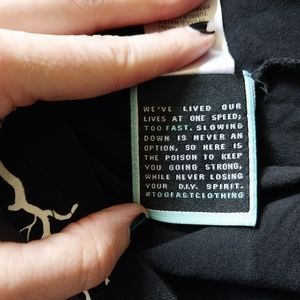 WE'VE LIVED OUR
LIVES AT ONE SPEED;
TOO FAST. SLOWING
DOWN IS NEVER AN
OPTION, SO HERE IS
THE POISON TO KEEP
YOU GOING STRONG,
WHILE NEVER LOSING
YOUR D.I.Y. SPIRIT.
#TOOFASTCLOTHING